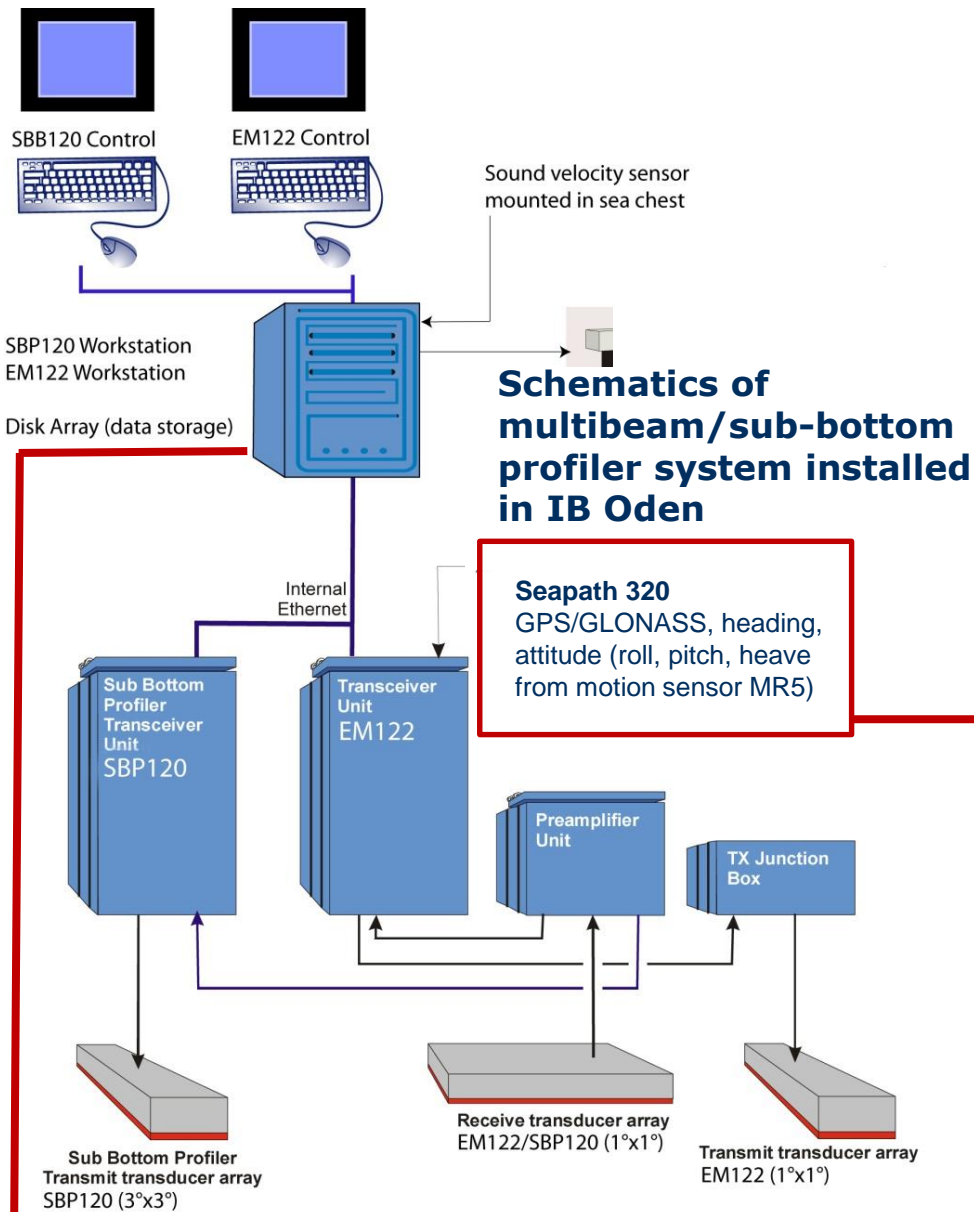 SBB120 Control
EM122 Control
Sound velocity sensor
mounted in sea chest
SBP120 Workstation
EM122 Workstation
Disk Array (data storage)
Schematics of
multibeam/sub-bottom
profiler system installed
in IB Oden
Internal
Ethernet
Seapath 320
GPS/GLONASS, heading,
attitude (roll, pitch, heave
from motion sensor MR5)
Sub Bottom
Profiler
Transceiver
Unit
SBP120
Transceiver
Unit
EM122
Preamplifier
Unit
TX Junction
Box
Sub Bottom Profiler
Transmit transducer array
SBP120 (3°x3°)
Receive transducer array
EM122/SBP120 (1°x1°)
Transmit transducer array
EM122 (1°x1°)